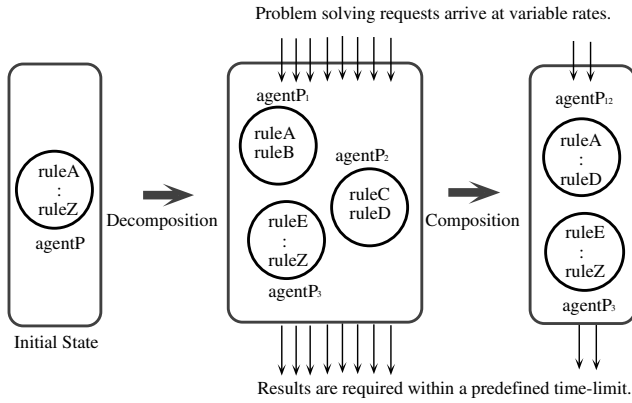 Problem solving requests arrive at variable rates.
agentP1
ruleA
ruleB
agentP2
ruleC
ruleD
ruleE
:
ruleZ
agentP3
agentP12
ruleA
:
ruleD
ruleE
:
ruleZ
agentP3
ruleA
:
ruleZ
agentP
Decomposition
Composition
Initial State
Results are required within a predefined time-limit.